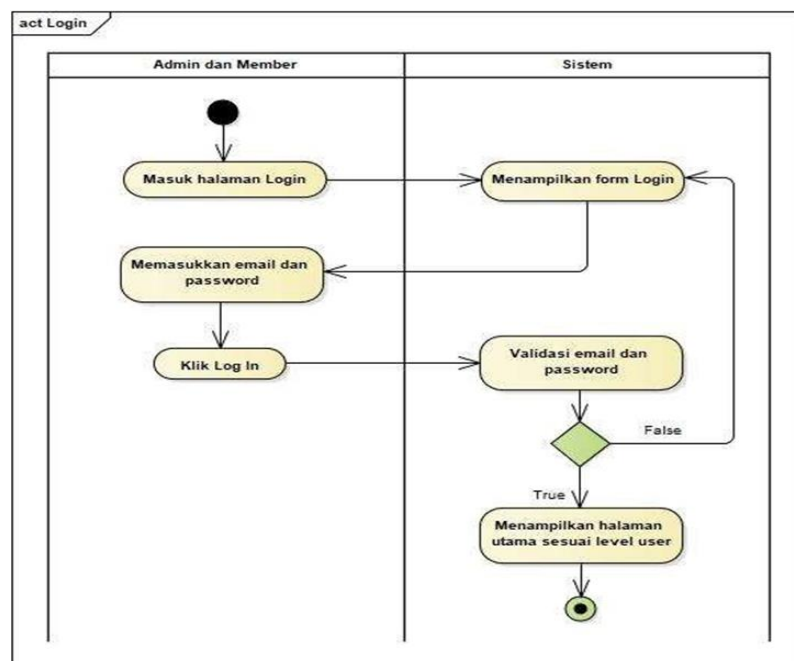 act Login
Admin dan Member
Sistem
Masuk halaman Login
Menampilkan form Login
Memasukkan email dan
password
Klik Log In
Validasi email dan
password
False
True
Menampilkan halaman
utama sesuai level user